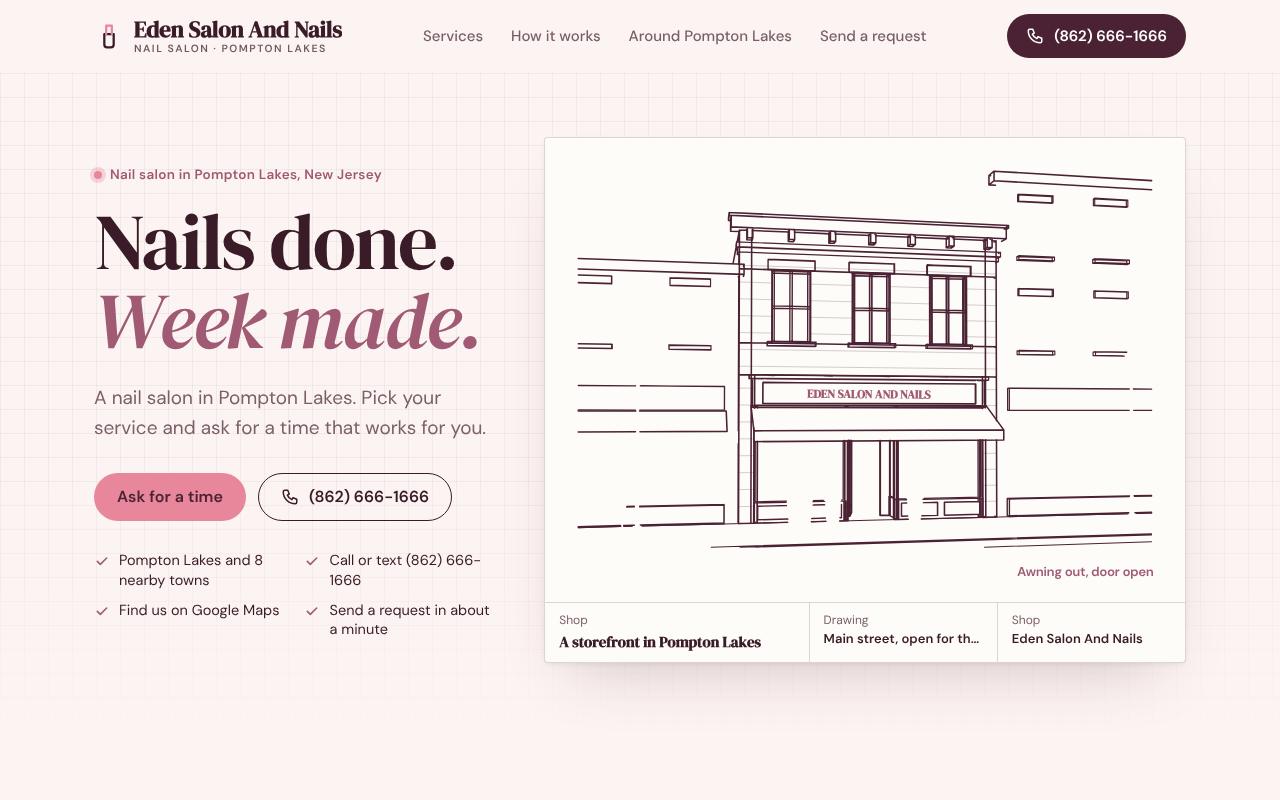 Eden Salon And Nails
NAIL SALON · POMPTON LAKES
Services
How it works
Around Pompton Lakes
Send a request
(862) 666-1666
Nail salon in Pompton Lakes, New Jersey
Nails done.
Week made.
A nail salon in Pompton Lakes. Pick your
service and ask for a time that works for you.
Ask for a time
(862) 666-1666
Pompton Lakes and 8
nearby towns
Call or text (862) 666-
1666
Find us on Google Maps
Send a request in about
a minute
EDEN SALON AND NAILS
Awning out, door open
Shop
A storefront in Pompton Lakes
Drawing
Main street, open for th...
Shop
Eden Salon And Nails